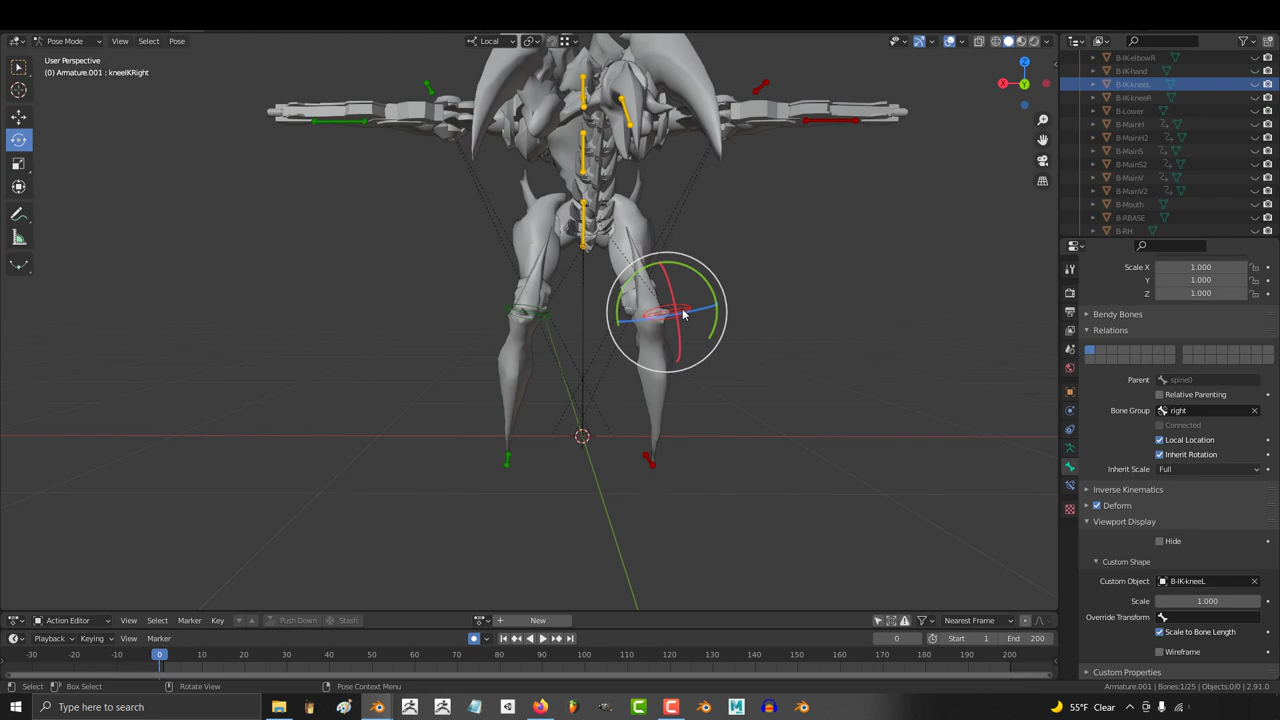 Pose Mode
View
Select
Pose
Local
User Perspective
(0) Armature.001 : kneeIKRight
Z
X
Y
B-IK-elbowR
B-IK-hand
B-IK-kneeL
B-IK-kneeR
B-Lower
B-MainH
B-MainH2
B-MainS
B-MainS2
B-MainV
B-MainV2
B-Mouth
B-RBASE
B-RH
Scale X 1.000
Y 1.000
Z 1.000
Bendy Bones
Relations
Parent spine0
Relative Parenting
Bone Group right
Connected
Local Location
Inherit Rotation
Inherit Scale Full
Inverse Kinematics
Deform
Viewport Display
Hide
Custom Shape
Custom Object B-IK-kneeL
Scale 1.000
Override Transform
Scale to Bone Length
Wireframe
Custom Properties
Action Editor View Select Marker Key Push Down Stash New Nearest Frame
Playback Keying View Marker 0 Start 1 End 200
-30 -20 -10 0 10 20 30 40 50 60 70 80 90 100 110 120 130 140 150 160 170 180 190 200
Select Box Select Rotate View Pose Context Menu Armature.001 | Bones:1/25 | Objects:0/0 | 2.91.0
Type here to search
55°F Clear